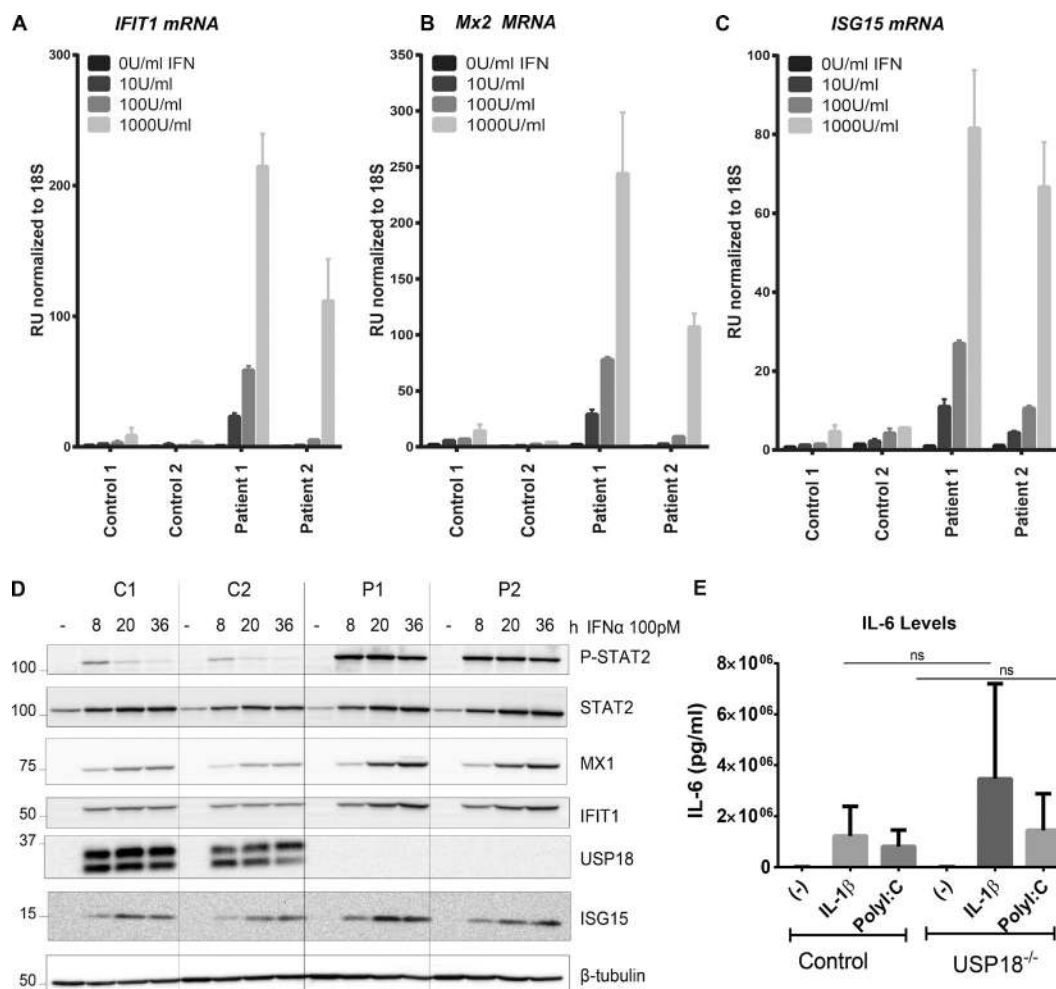 A
IFIT1 mRNA
300
200
100
0
RU normalized to 18S
0U/ml IFN
10U/ml
100U/ml
1000U/ml
Control 1
Control 2
Patient 1
Patient 2
B
Mx2 MRNA
350
300
250
200
150
100
50
0
RU normalized to 18S
0U/ml IFN
10U/ml
100U/ml
1000U/ml
Control 1
Control 2
Patient 1
Patient 2
C
ISG15 mRNA
100
80
60
40
20
0
RU normalized to 18S
0U/ml IFN
10U/ml
100U/ml
1000U/ml
Control 1
Control 2
Patient 1
Patient 2
D
C1 C2 P1 P2
- 8 20 36 - 8 20 36 - 8 20 36 - 8 20 36 h IFNα 100pM
100 P-STAT2
100 STAT2
75 MX1
50 IFIT1
37 USP18
15 ISG15
50 β-tubulin
E
IL-6 Levels
ns
ns
8×10⁰⁶
6×10⁰⁶
4×10⁰⁶
2×10⁰⁶
0
IL-6 (pg/ml)
(-) IL-1β PolyI:C (-) IL-1β PolyI:C
Control USP18⁻/⁻